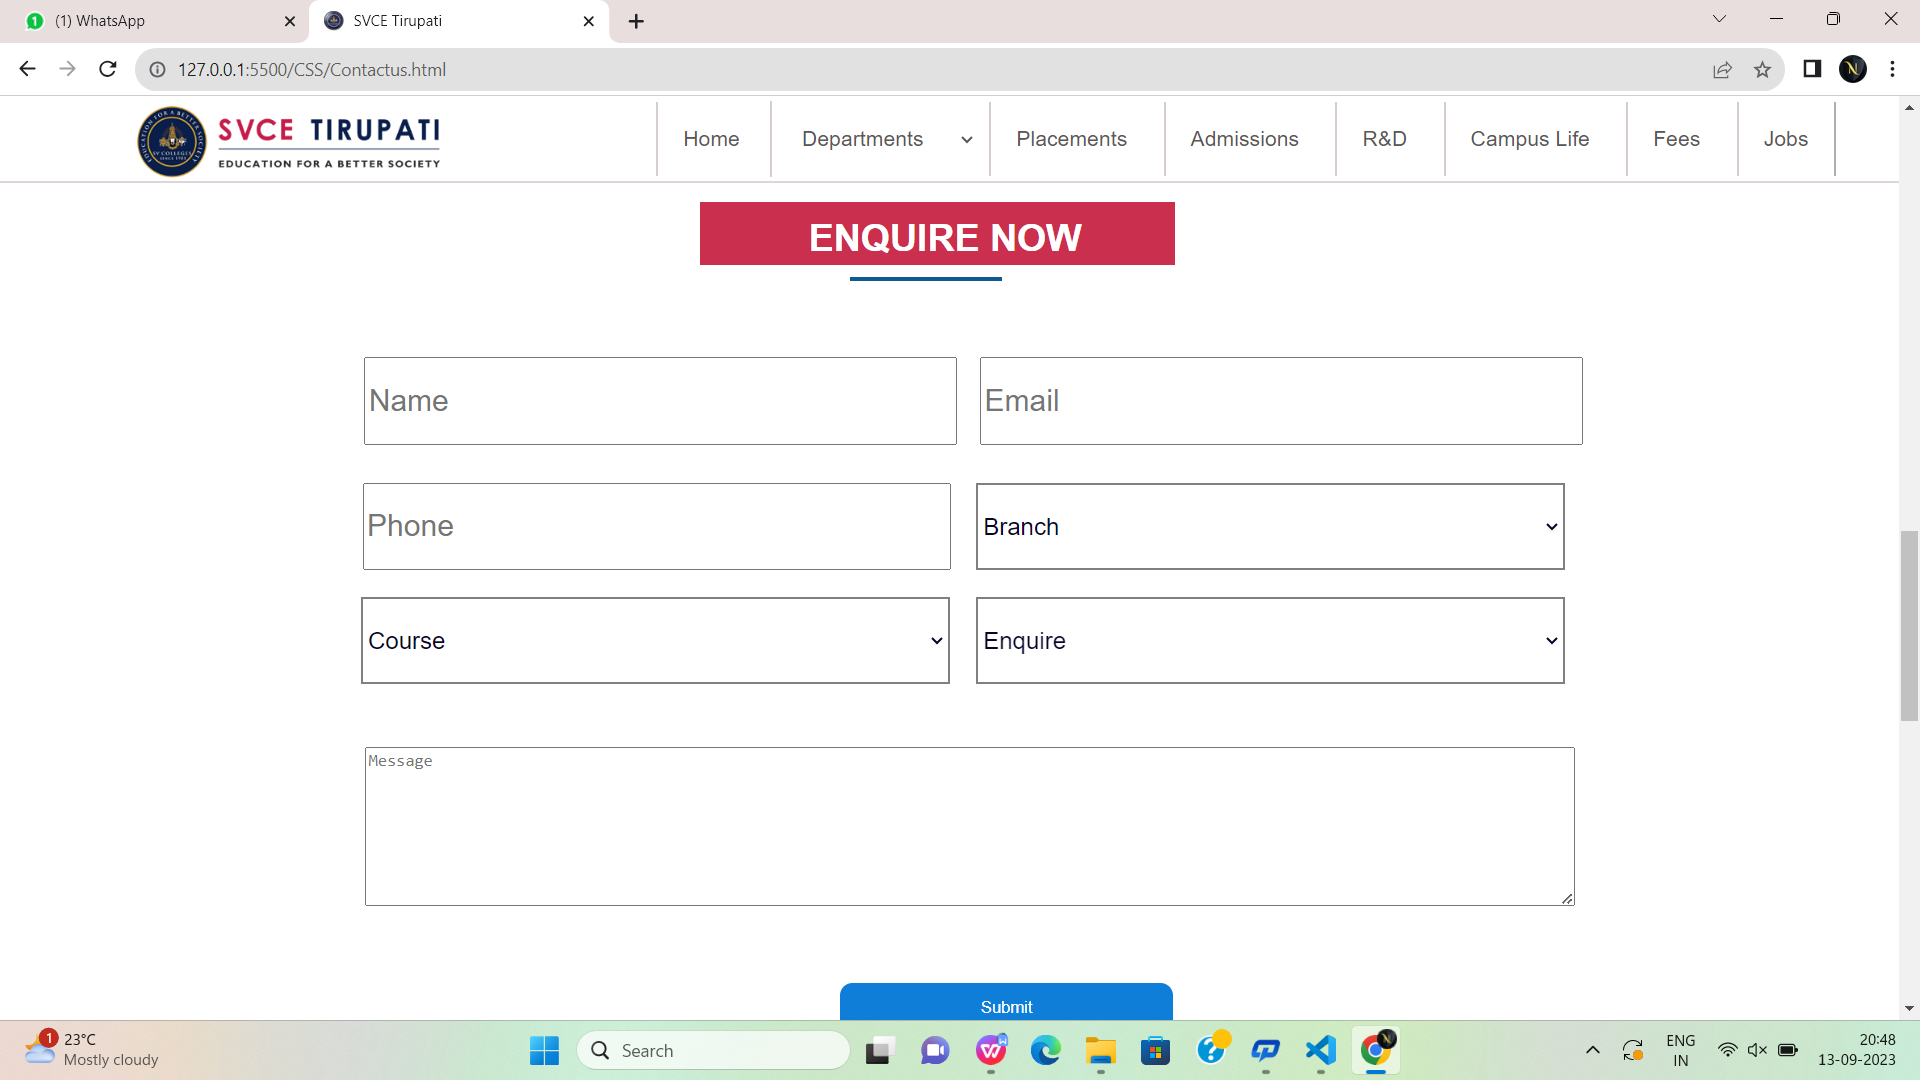 (1) WhatsApp
SVCE Tirupati
127.0.0.1:5500/CSS/Contactus.html
SVCE TIRUPATI
EDUCATION FOR A BETTER SOCIETY
Home
Departments
Placements
Admissions
R&D
Campus Life
Fees
Jobs
ENQUIRE NOW
Name
Email
Phone
Branch
Course
Enquire
Message
Submit
1
23°C
Mostly cloudy
Search
ENG
IN
20:48
13-09-2023